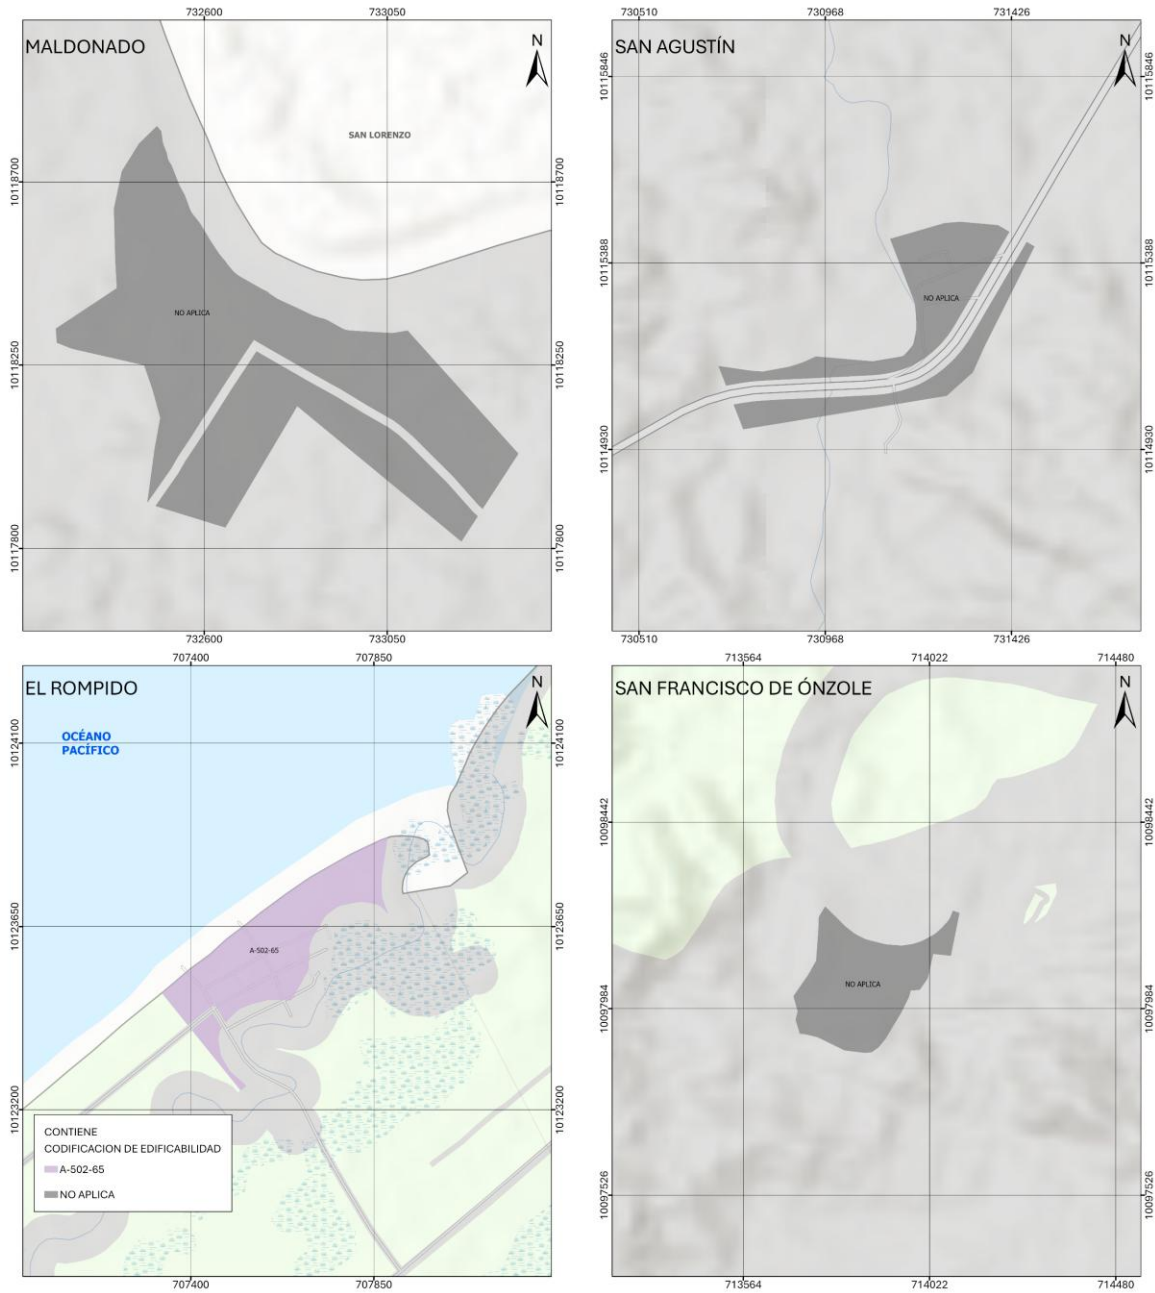 732600
733050
MALDONADO
N
SAN LORENZO
10118700
10118700
NO APLICA
10118250
10118250
10117800
10117800
732600
733050
730510
730968
731426
SAN AGUSTÍN
N
10115846
10115846
10115388
10115388
NO APLICA
10114930
10114930
730510
730968
731426
707400
707850
EL ROMPIDO
N
OCÉANO
PACÍFICO
10124100
10124100
10123650
10123650
A-502-65
10123200
10123200
CONTIENE
CODIFICACION DE EDIFICABILIDAD
A-502-65
NO APLICA
707400
707850
713564
714022
714480
SAN FRANCISCO DE ÓNZOLE
N
10098442
10098442
NO APLICA
10097984
10097984
10097526
10097526
713564
714022
714480